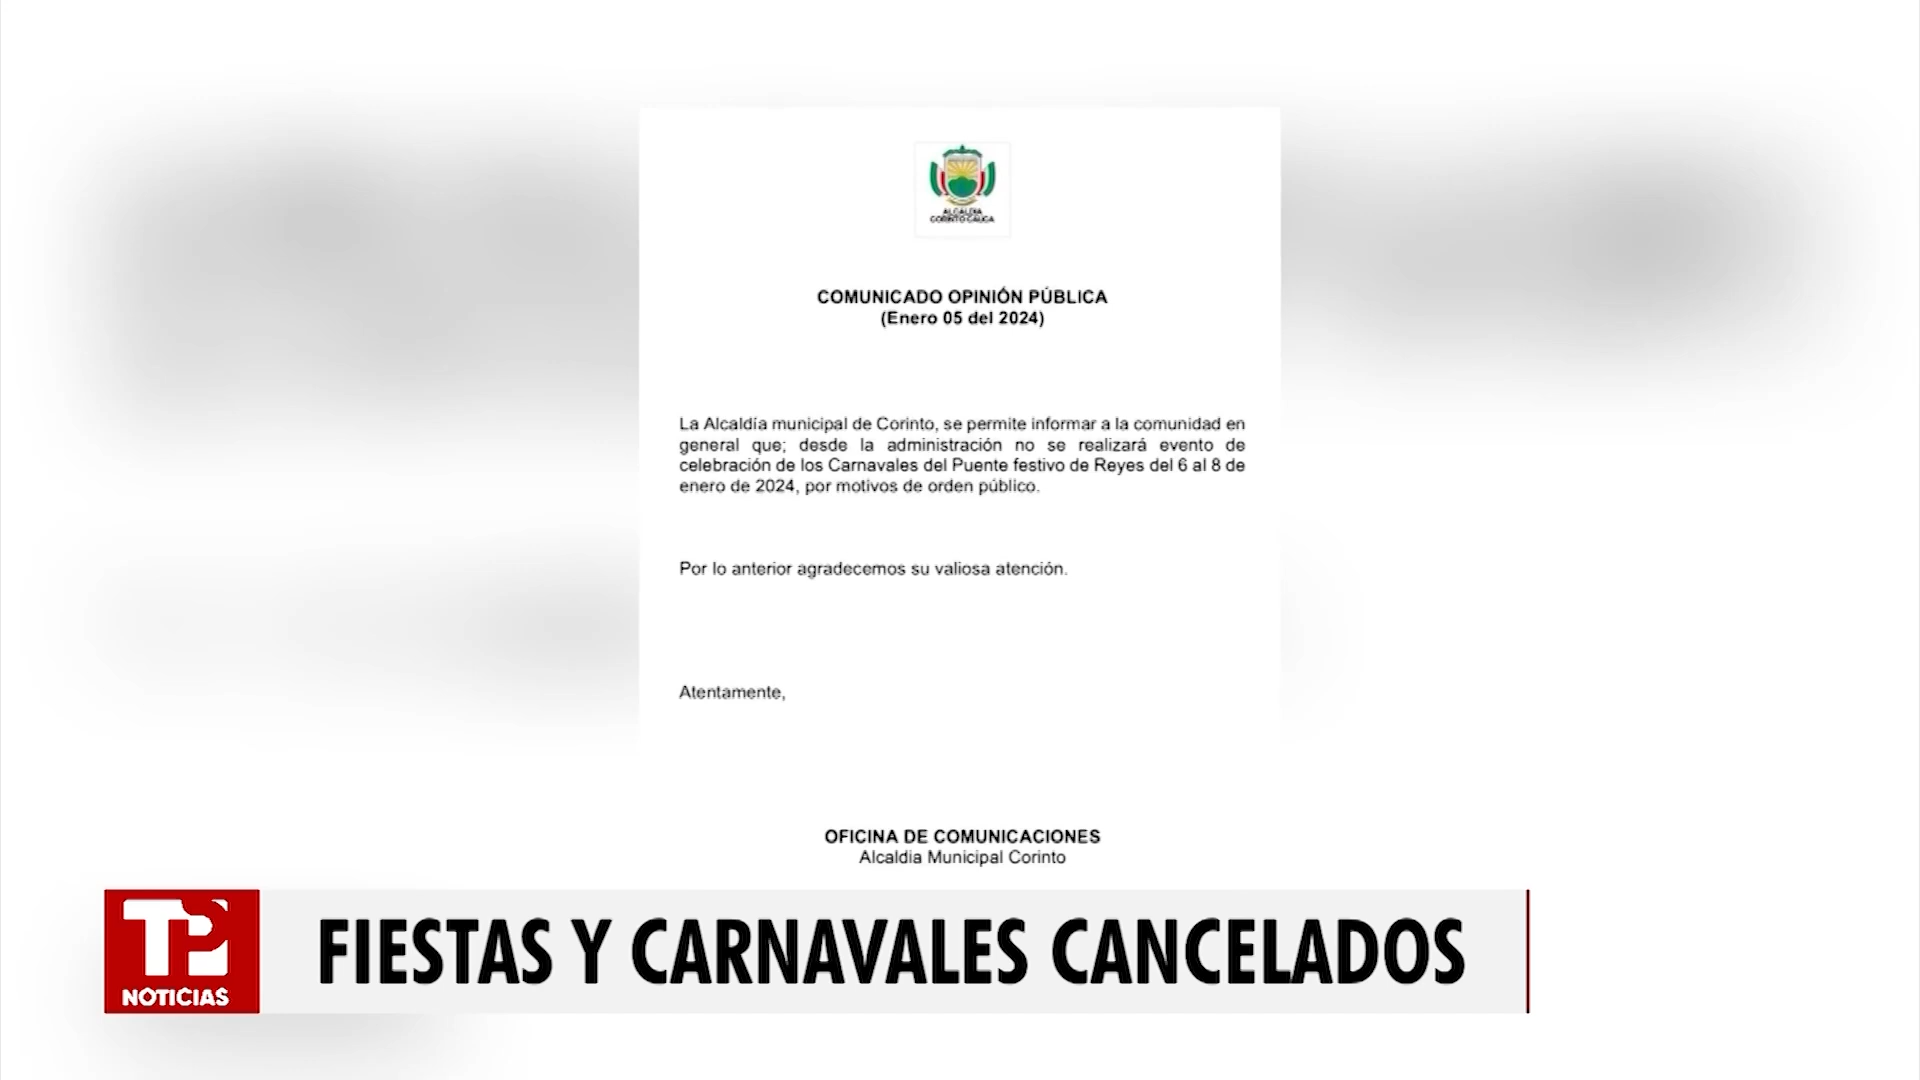 ALCALDIA
CORINTO CAUCA
COMUNICADO OPINIÓN PÚBLICA
(Enero 05 del 2024)
La Alcaldía municipal de Corinto, se permite informar a la comunidad en
general que; desde la administración no se realizará evento de
celebración de los Carnavales del Puente festivo de Reyes del 6 al 8 de
enero de 2024, por motivos de orden público.
Por lo anterior agradecemos su valiosa atención.
Atentamente,
OFICINA DE COMUNICACIONES
Alcaldia Municipal Corinto
TP
NOTICIAS
FIESTAS Y CARNAVALES CANCELADOS